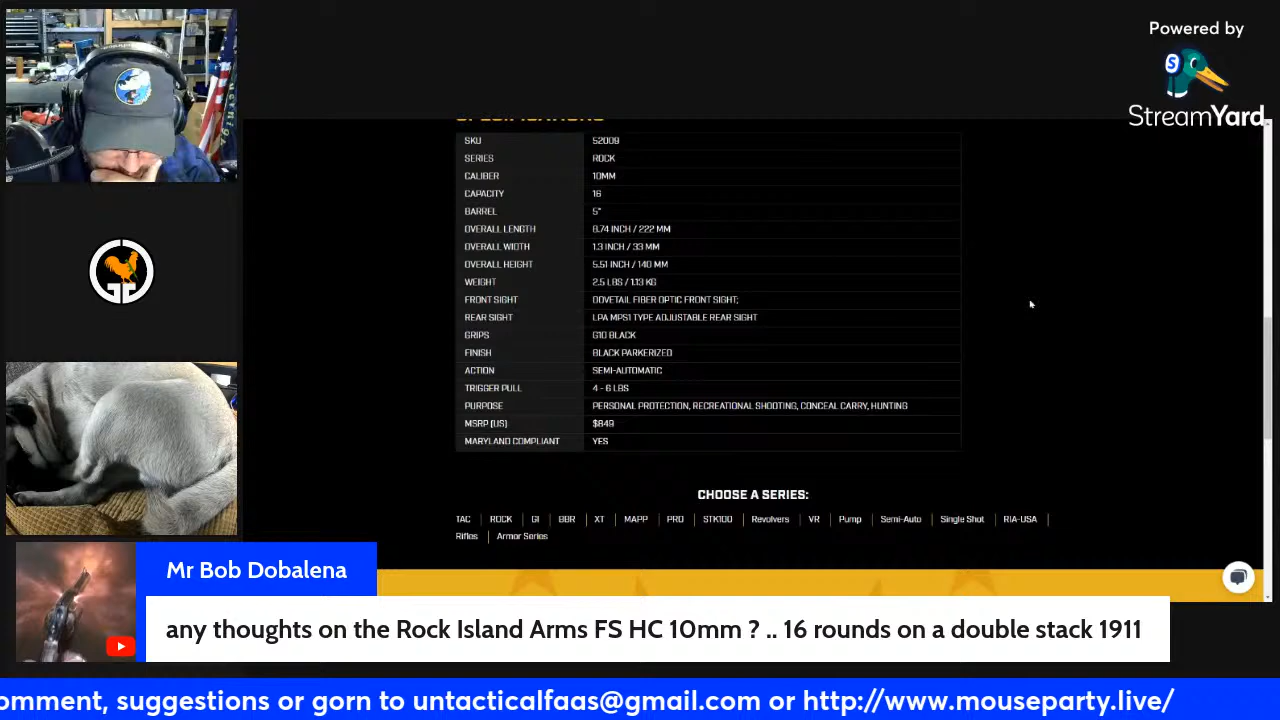 Powered by
StreamYard
SPECIFICATIONS
SKU 52009
SERIES ROCK
CALIBER 10MM
CAPACITY 16
BARREL 5"
OVERALL LENGTH 8.74 INCH / 222 MM
OVERALL WIDTH 1.3 INCH / 33 MM
OVERALL HEIGHT 5.51 INCH / 140 MM
WEIGHT 2.5 LBS / 1.13 KG
FRONT SIGHT DOVETAIL FIBER OPTIC FRONT SIGHT;
REAR SIGHT LPA MPS1 TYPE ADJUSTABLE REAR SIGHT
GRIPS G10 BLACK
FINISH BLACK PARKERIZED
ACTION SEMI-AUTOMATIC
TRIGGER PULL 4 - 6 LBS
PURPOSE PERSONAL PROTECTION, RECREATIONAL SHOOTING, CONCEAL CARRY, HUNTING
MSRP (US) $849
MARYLAND COMPLIANT YES
CHOOSE A SERIES:
TAC | ROCK | GI | BBR | XT | MAPP | PRO | STK100 | Revolvers | VR | Pump | Semi-Auto | Single Shot | RIA-USA |
Rifles | Armor Series
Mr Bob Dobalena
any thoughts on the Rock Island Arms FS HC 10mm ? .. 16 rounds on a double stack 1911
omment, suggestions or gorn to untacticalfaas@gmail.com or http://www.mouseparty.live/